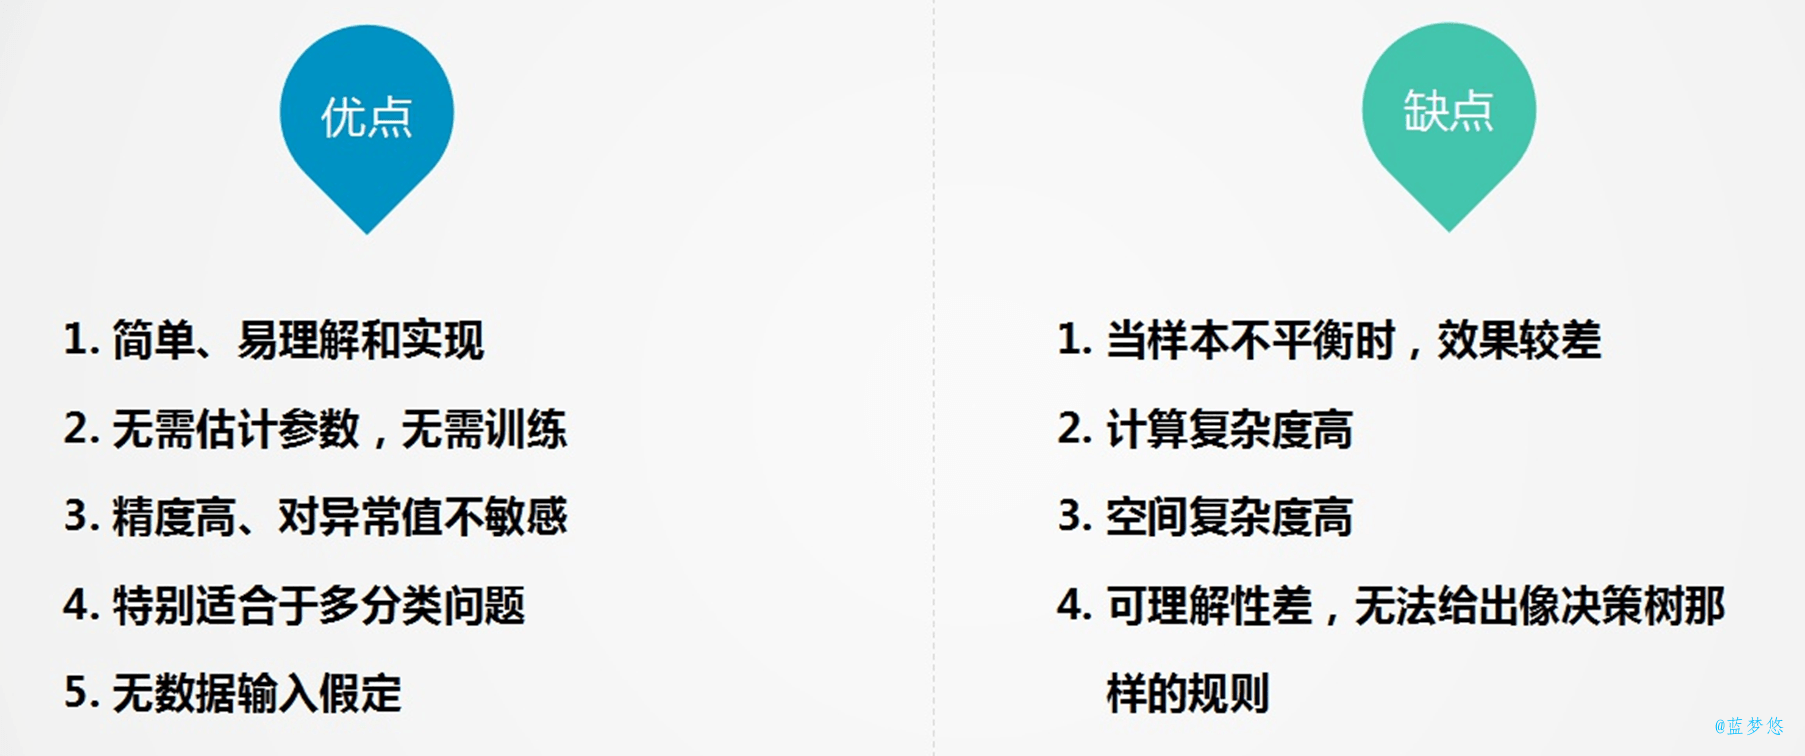 优点
1. 简单、易理解和实现
2. 无需估计参数，无需训练
3. 精度高、对异常值不敏感
4. 特别适合于多分类问题
5. 无数据输入假定
缺点
1. 当样本不平衡时，效果较差
2. 计算复杂度高
3. 空间复杂度高
4. 可理解性差，无法给出像决策树那
样的规则
@蓝梦悠